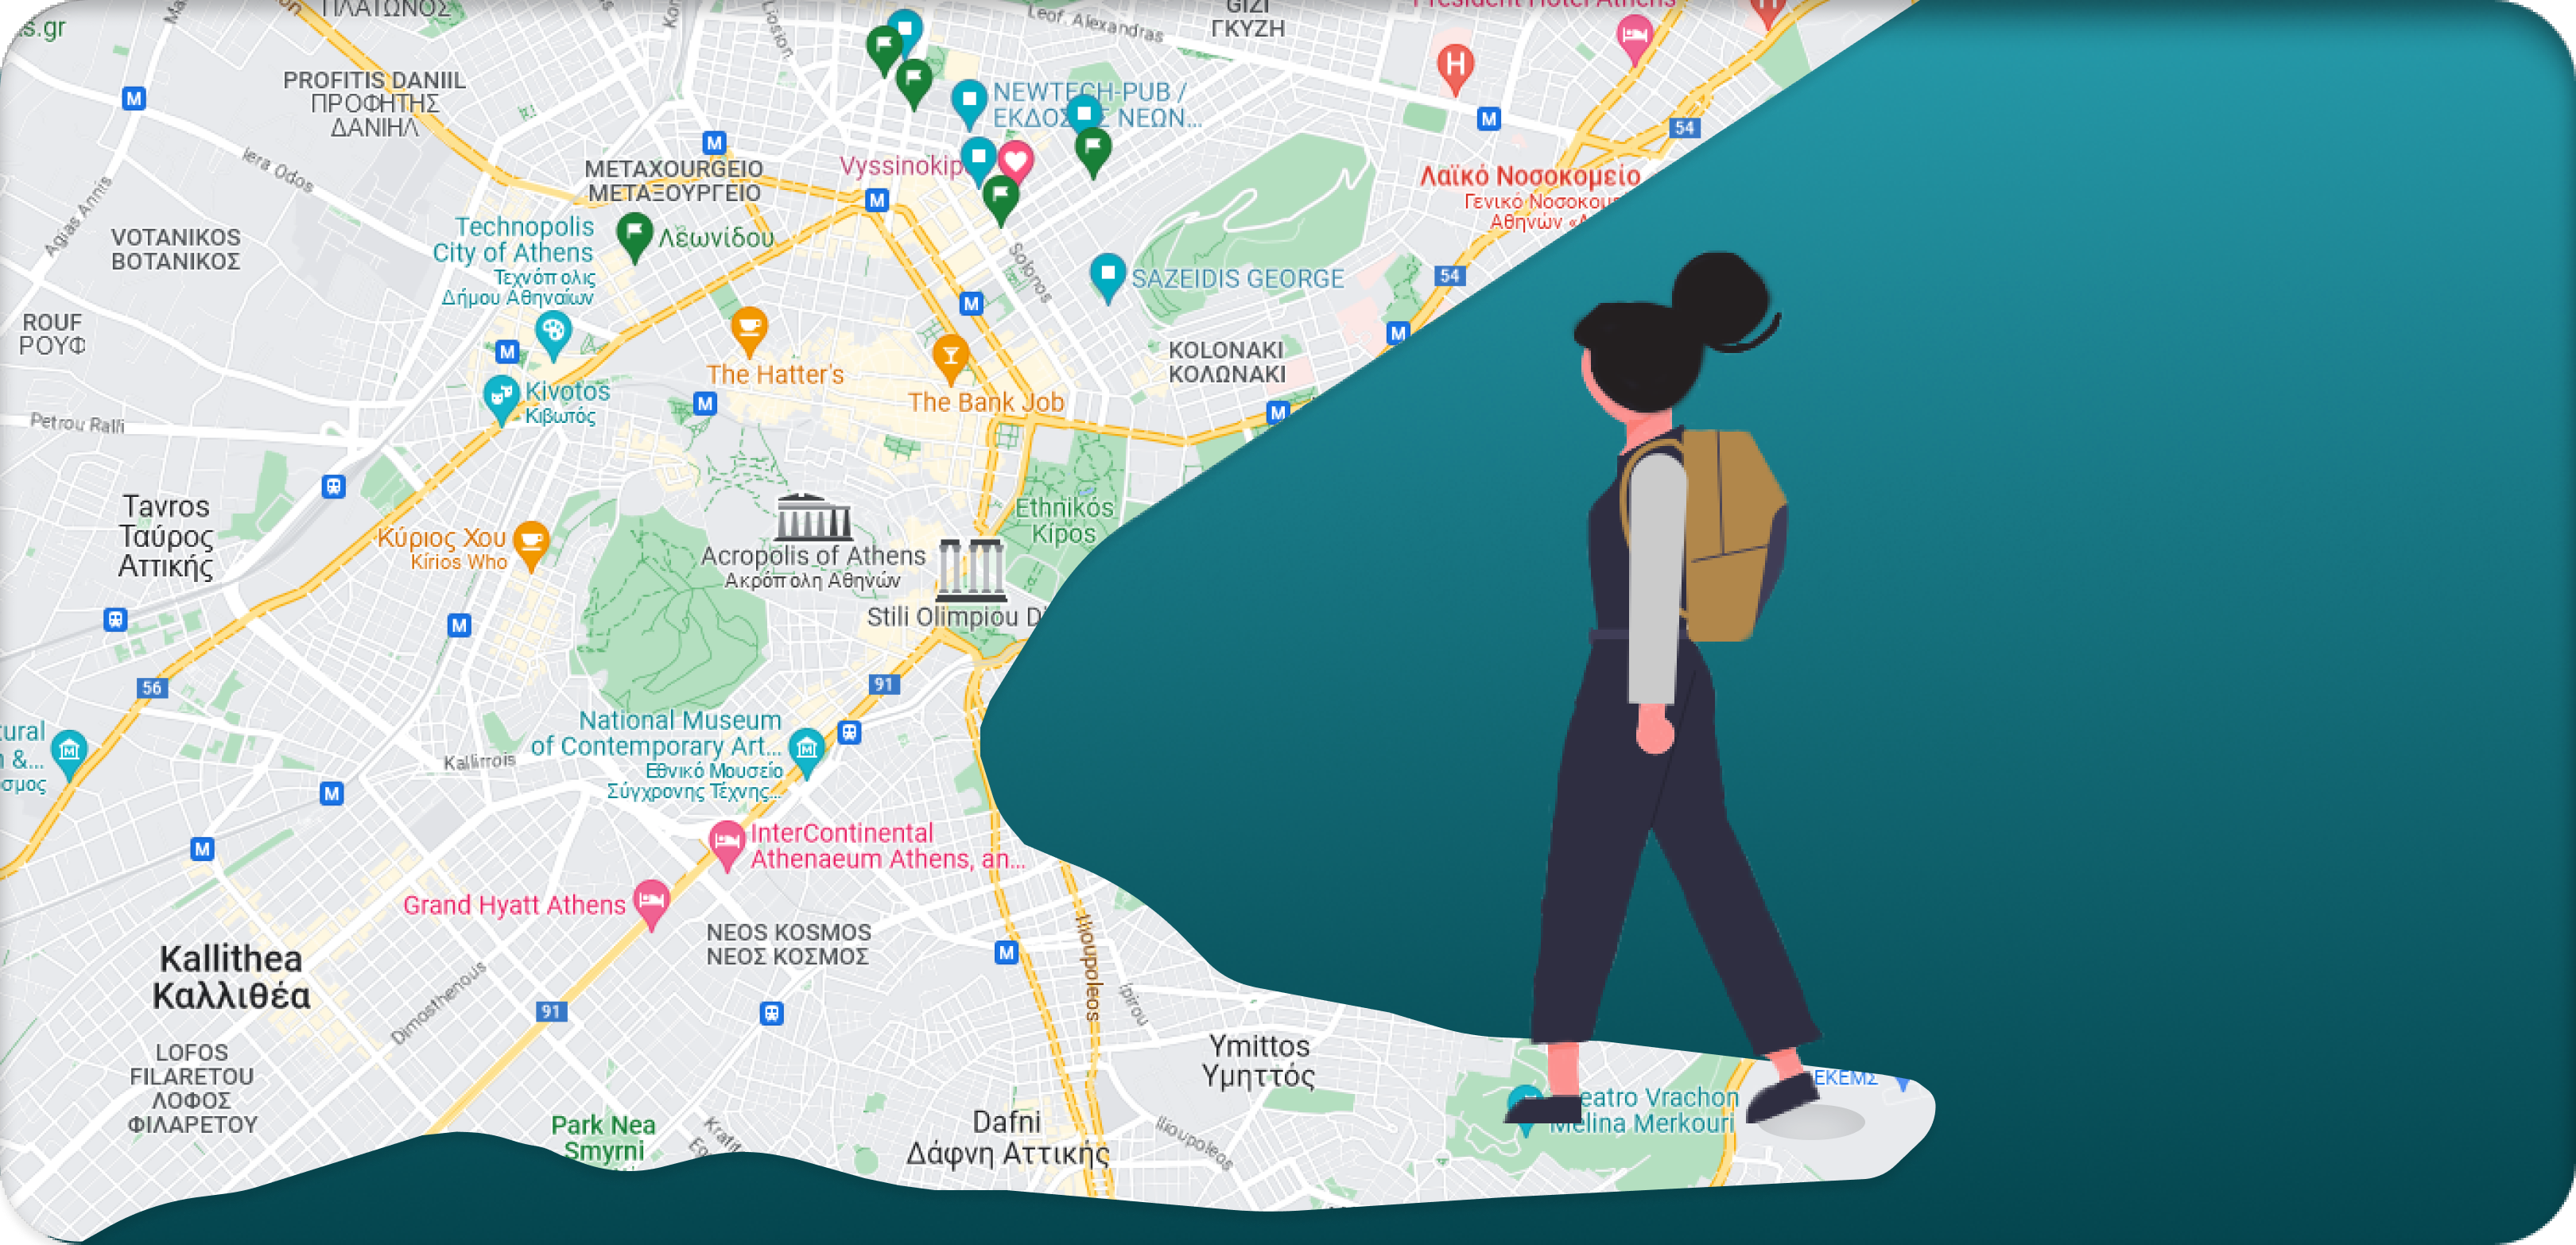 ΠΛΑΤΩΝΟΣ
s.gr
PROFITIS DANIIL
ΠΡΟΦΗΤΗΣ
ΔΑΝΙΗΛ
M
Liosion
Leof. Alexandras
GIZI
ΓΚΥΖΗ
President Hotel Athens
H
H
M
54
NEWTECH-PUB /
ΕΚΔΟΣΕΙΣ ΝΕΩΝ...
M
METAXOURGEIO
ΜΕΤΑΞΟΥΡΓΕΙΟ
Vyssinokip
M
Iera Odos
Agias Annis
VOTANIKOS
ΒΟΤΑΝΙΚΟΣ
Technopolis
City of Athens
Τεχνόπολις
Δήμου Αθηναίων
Λεωνίδου
Λαϊκό Νοσοκομείο
Γενικό Νοσοκομε
Αθηνών
54
Solonos
SAZEIDIS GEORGE
M
M
ROUF
ΡΟΥΦ
M
The Hatter's
The Bank Job
KOLONAKI
ΚΟΛΩΝΑΚΙ
M
M
Kivotos
Κιβωτός
Petrou Ralli
Tavros
Ταύρος
Αττικής
Κύριος Χου
Kírios Who
Acropolis of Athens
Ακρόπολη Αθηνών
Ethnikós
Kípos
Stili Olimpiou Di
M
56
91
National Museum
of Contemporary Art...
Εθνικό Μουσείο
Σύγχρονης Τέχνης...
Kallirrois
tural
&...
σμος
M
M
InterContinental
Athenaeum Athens, an...
Grand Hyatt Athens
NEOS KOSMOS
ΝΕΟΣ ΚΟΣΜΟΣ
M
Ilioupoleos
Ipirou
Kallithea
Καλλιθέα
Dimosthenous
91
LOFOS
FILARETOU
ΛΟΦΟΣ
ΦΙΛΑΡΕΤΟΥ
Park Nea
Smyrni
Dafni
Δάφνη Αττικής
Ymittos
Υμηττός
Ilioupoleos
eatro Vrachon
Melina Merkouri
ΕΚΕΜΣ